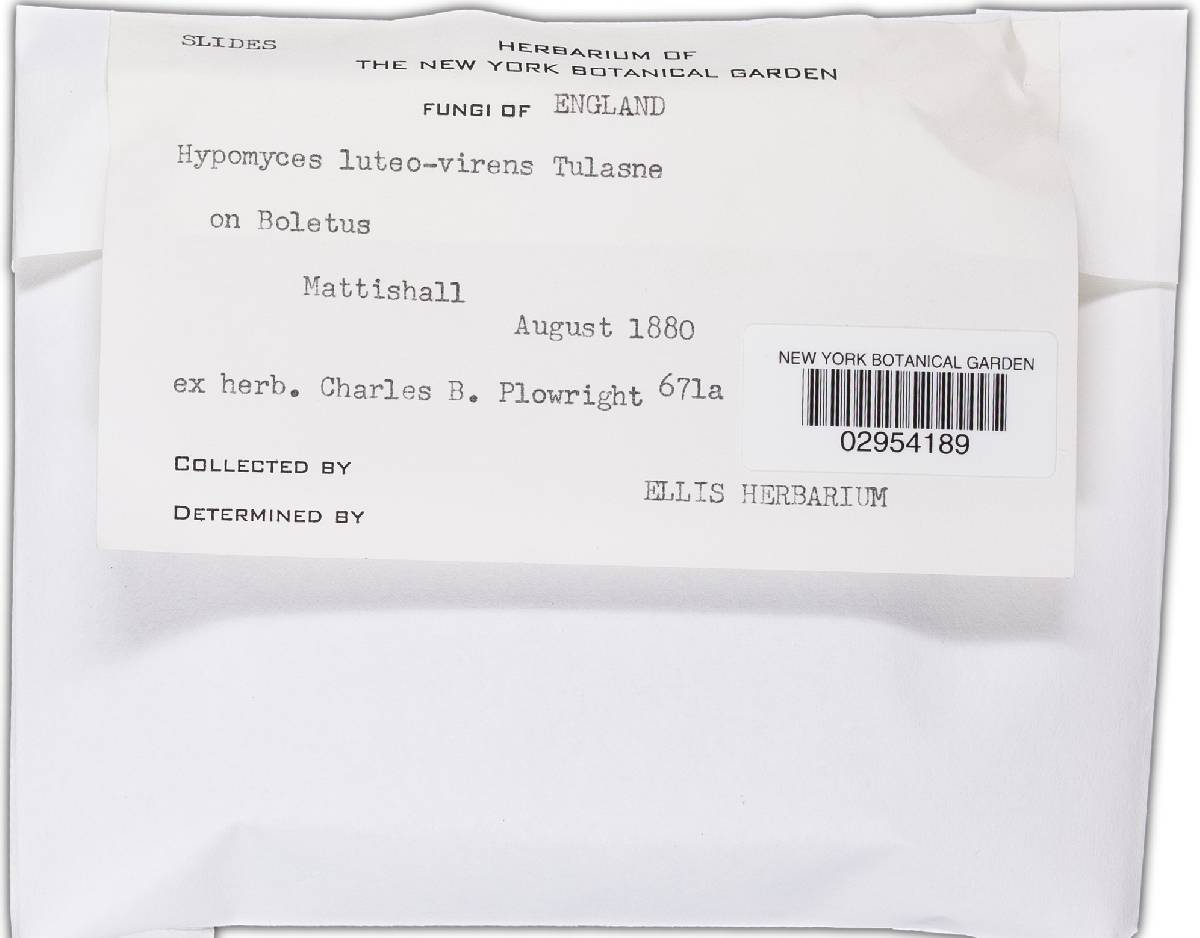 SLIDES
HERBARIUM OF
THE NEW YORK BOTANICAL GARDEN
FUNGI OF ENGLAND
Hypomyces luteo-virens Tulasne
on Boletus
Mattishall
August 1880
ex herb. Charles B. Plowright 671a
NEW YORK BOTANICAL GARDEN
02954189
COLLECTED BY
ELLIS HERBARIUM
DETERMINED BY